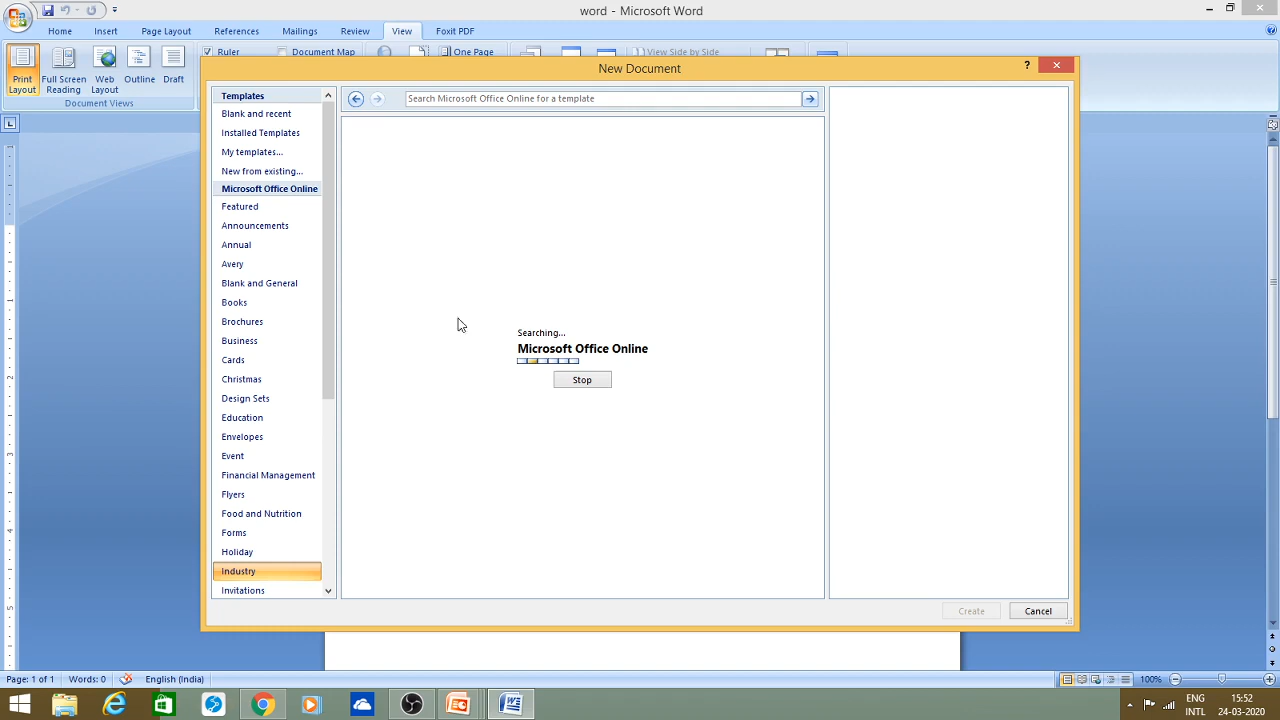 word - Microsoft Word
Home Insert Page Layout References Mailings Review View Foxit PDF
Ruler Document Map One Page View Side by Side
Print Layout
Full Screen Reading
Web Layout
Outline
Draft
Document Views
New Document
Templates
Blank and recent
Installed Templates
My templates...
New from existing...
Microsoft Office Online
Featured
Announcements
Annual
Avery
Blank and General
Books
Brochures
Business
Cards
Christmas
Design Sets
Education
Envelopes
Event
Financial Management
Flyers
Food and Nutrition
Forms
Holiday
Industry
Invitations
Search Microsoft Office Online for a template
Searching...
Microsoft Office Online
Stop
Create Cancel
Page: 1 of 1 Words: 0 English (India) 100%
ENG 15:52
INTL 24-03-2020